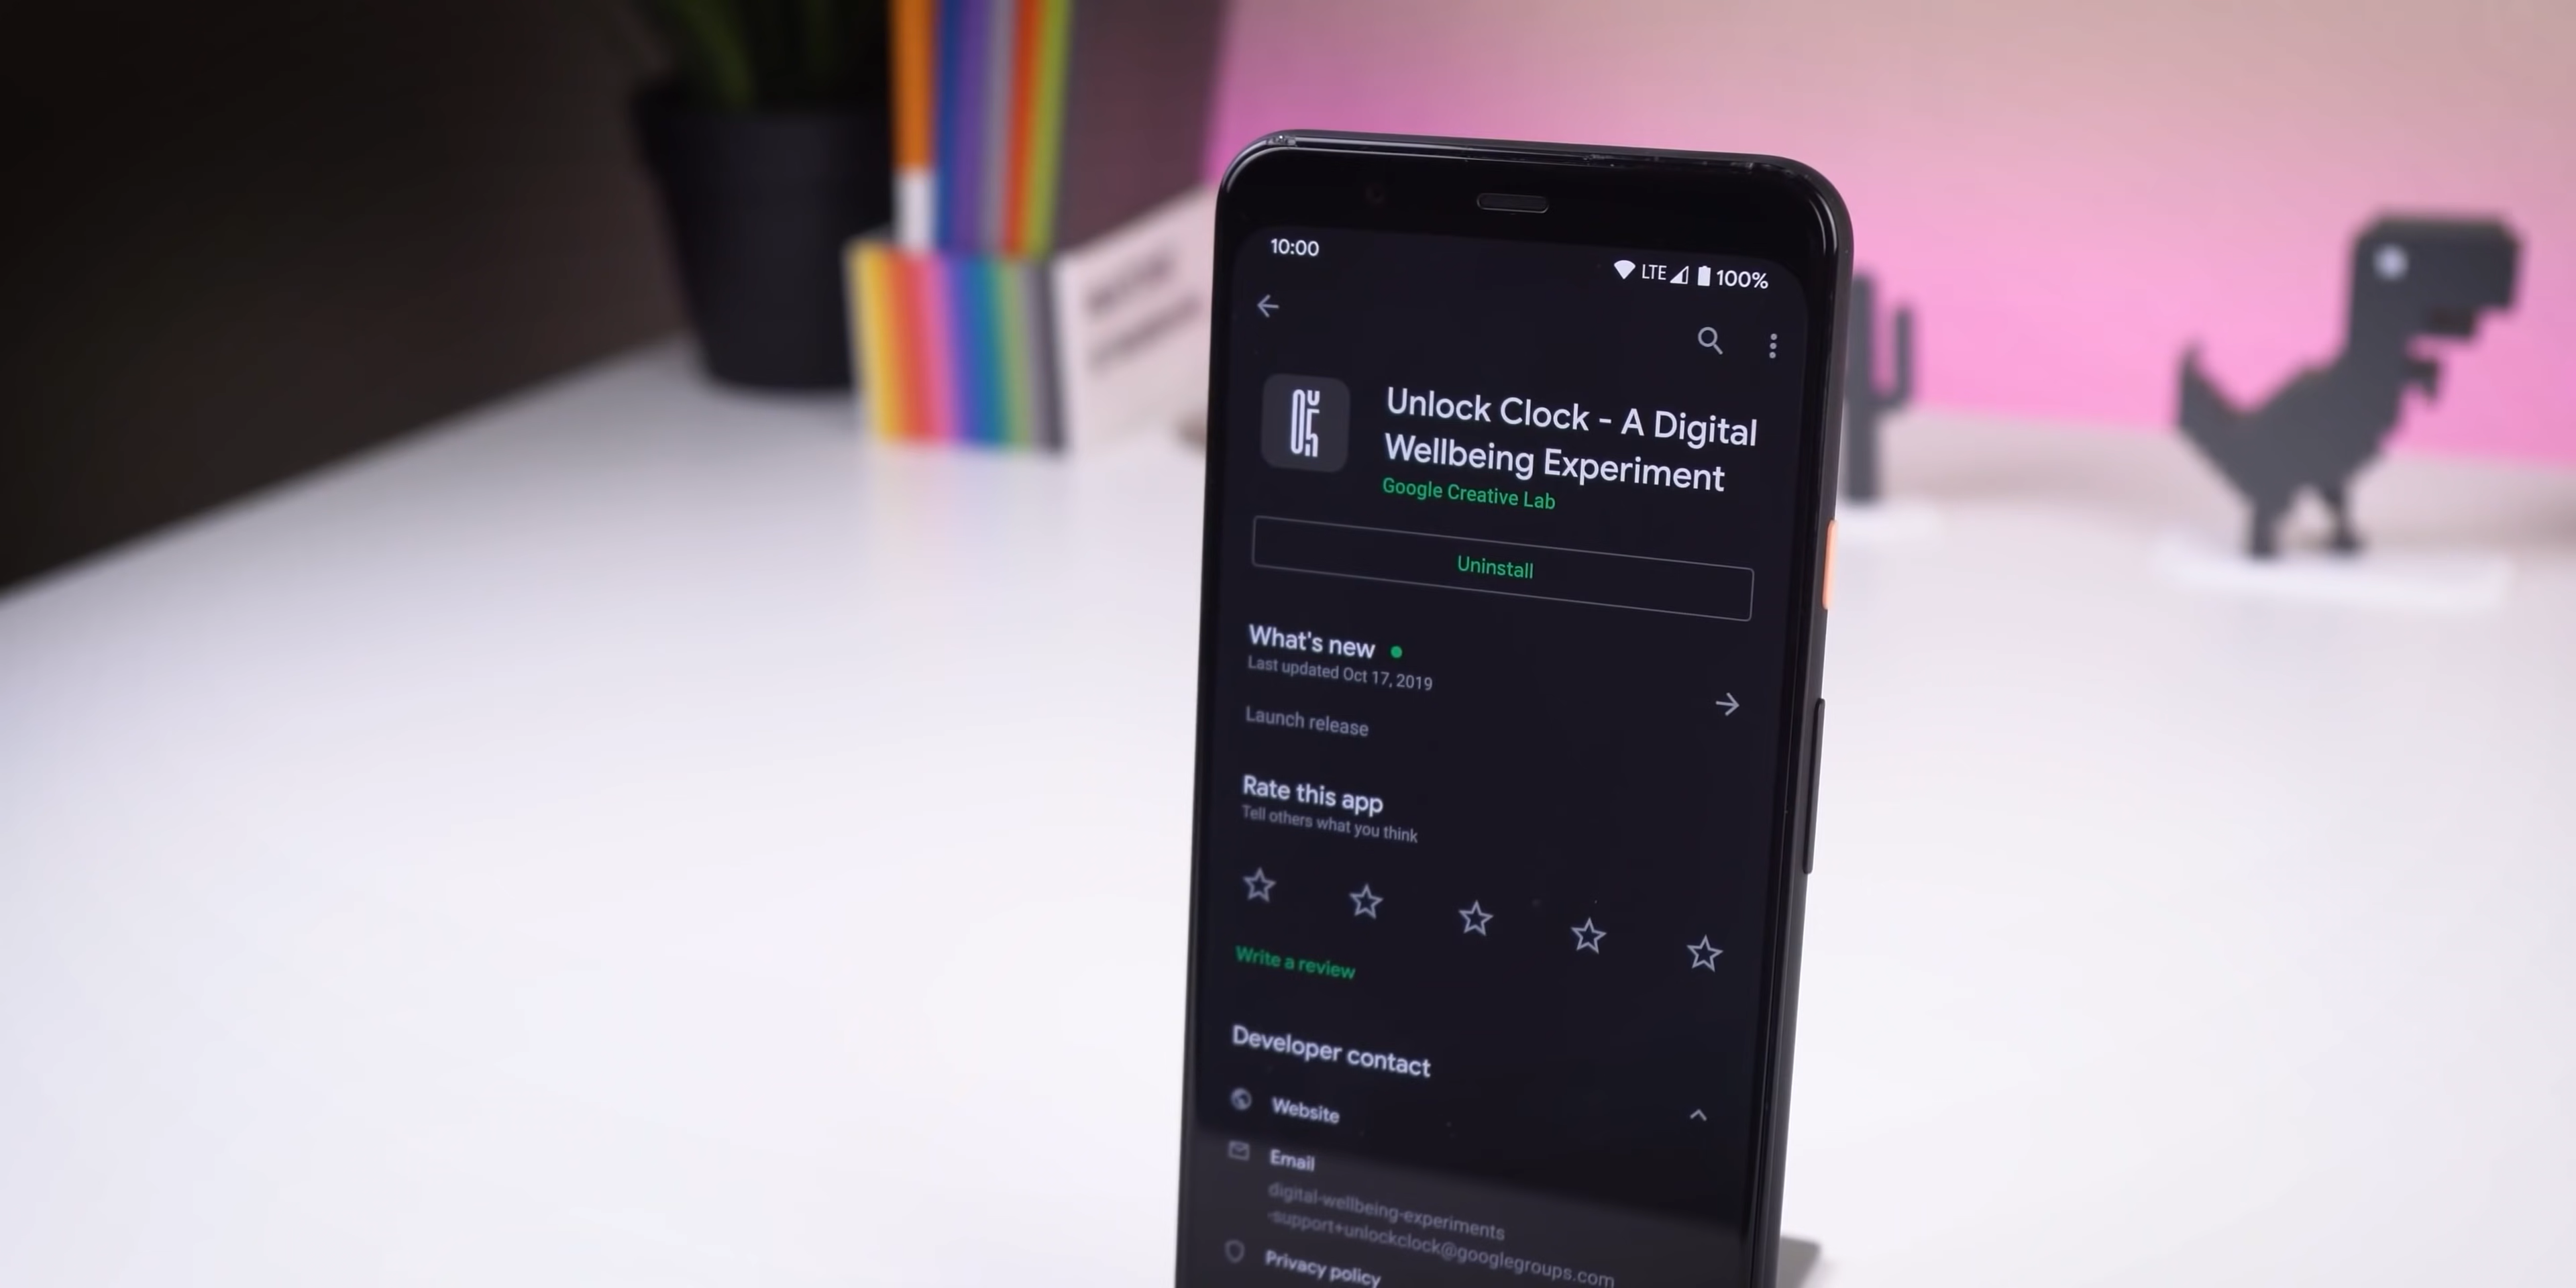 10:00
LTE 100%
Unlock Clock - A Digital
Wellbeing Experiment
Google Creative Lab
Uninstall
What's new
Last updated Oct 17, 2019
Launch release
Rate this app
Tell others what you think
Write a review
Developer contact
Website
Email
digital-wellbeing-experiments
-support+unlockclock@googlegroups.com
Privacy policy